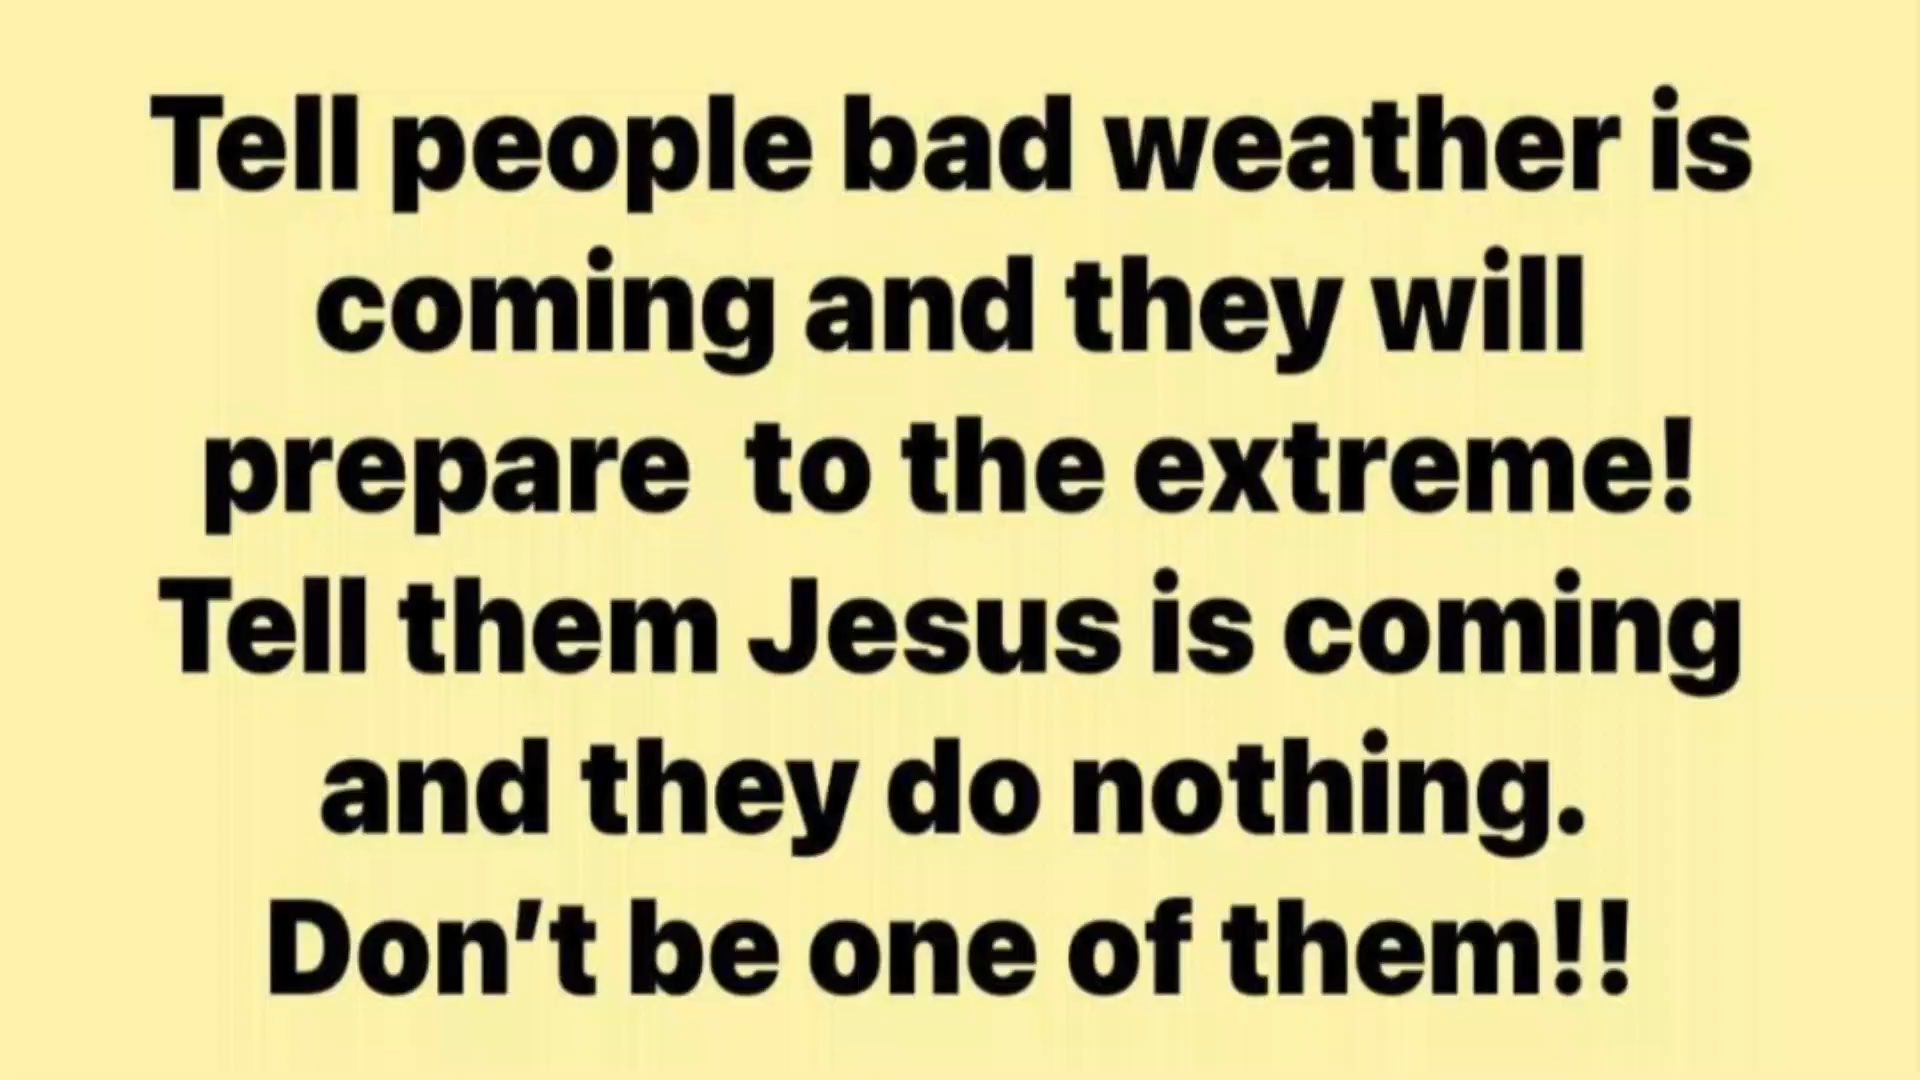 Tell people bad weather is
coming and they will
prepare  to the extreme!
Tell them Jesus is coming
and they do nothing.
Don’t be one of them!!